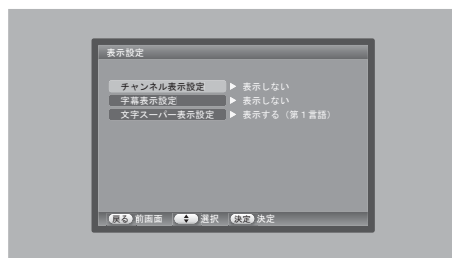 表示設定
チャンネル表示設定 ▶ 表示しない
字幕表示設定 ▶ 表示しない
文字スーパー表示設定 ▶ 表示する（第１言語）
戻る 前画面 選択 決定 決定